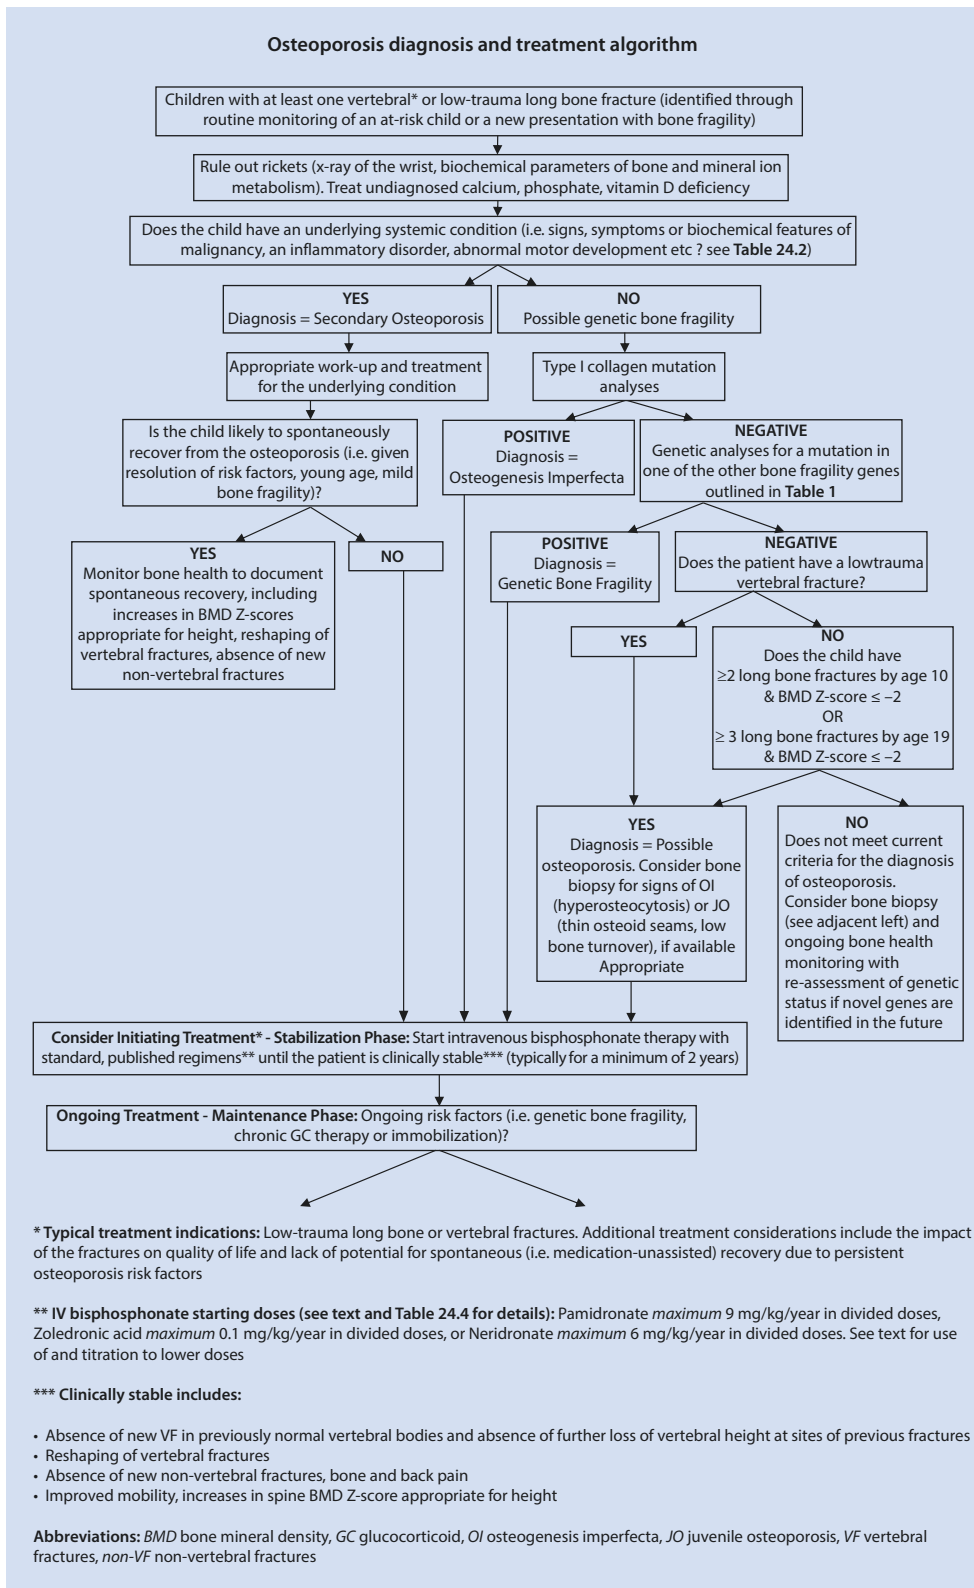 Osteoporosis diagnosis and treatment algorithm
Children with at least one vertebral* or low-trauma long bone fracture (identified through
routine monitoring of an at-risk child or a new presentation with bone fragility)
Rule out rickets (x-ray of the wrist, biochemical parameters of bone and mineral ion
metabolism). Treat undiagnosed calcium, phosphate, vitamin D deficiency
Does the child have an underlying systemic condition (i.e. signs, symptoms or biochemical features of
malignancy, an inflammatory disorder, abnormal motor development etc ? see Table 24.2)
YES
Diagnosis = Secondary Osteoporosis
NO
Possible genetic bone fragility
Appropriate work-up and treatment
for the underlying condition
Type I collagen mutation
analyses
Is the child likely to spontaneously
recover from the osteoporosis (i.e. given
resolution of risk factors, young age, mild
bone fragility)?
POSITIVE
Diagnosis =
Osteogenesis Imperfecta
NEGATIVE
Genetic analyses for a mutation in
one of the other bone fragility genes
outlined in Table 1
YES
Monitor bone health to document
spontaneous recovery, including
increases in BMD Z-scores
appropriate for height, reshaping of
vertebral fractures, absence of new
non-vertebral fractures
NO
POSITIVE
Diagnosis =
Genetic Bone Fragility
NEGATIVE
Does the patient have a lowtrauma
vertebral fracture?
YES
NO
Does the child have
≥2 long bone fractures by age 10
& BMD Z-score ≤ –2
OR
≥ 3 long bone fractures by age 19
& BMD Z-score ≤ –2
YES
Diagnosis = Possible
osteoporosis. Consider bone
biopsy for signs of OI
(hyperosteocytosis) or JO
(thin osteoid seams, low
bone turnover), if available
Appropriate
NO
Does not meet current
criteria for the diagnosis
of osteoporosis.
Consider bone biopsy
(see adjacent left) and
ongoing bone health
monitoring with
re-assessment of genetic
status if novel genes are
identified in the future
Consider Initiating Treatment* - Stabilization Phase: Start intravenous bisphosphonate therapy with
standard, published regimens** until the patient is clinically stable*** (typically for a minimum of 2 years)
Ongoing Treatment - Maintenance Phase: Ongoing risk factors (i.e. genetic bone fragility,
chronic GC therapy or immobilization)?
* Typical treatment indications: Low-trauma long bone or vertebral fractures. Additional treatment considerations include the impact
of the fractures on quality of life and lack of potential for spontaneous (i.e. medication-unassisted) recovery due to persistent
osteoporosis risk factors
** IV bisphosphonate starting doses (see text and Table 24.4 for details): Pamidronate maximum 9 mg/kg/year in divided doses,
Zoledronic acid maximum 0.1 mg/kg/year in divided doses, or Neridronate maximum 6 mg/kg/year in divided doses. See text for use
of and titration to lower doses
*** Clinically stable includes:
• Absence of new VF in previously normal vertebral bodies and absence of further loss of vertebral height at sites of previous fractures
• Reshaping of vertebral fractures
• Absence of new non-vertebral fractures, bone and back pain
• Improved mobility, increases in spine BMD Z-score appropriate for height
Abbreviations: BMD bone mineral density, GC glucocorticoid, OI osteogenesis imperfecta, JO juvenile osteoporosis, VF vertebral
fractures, non-VF non-vertebral fractures